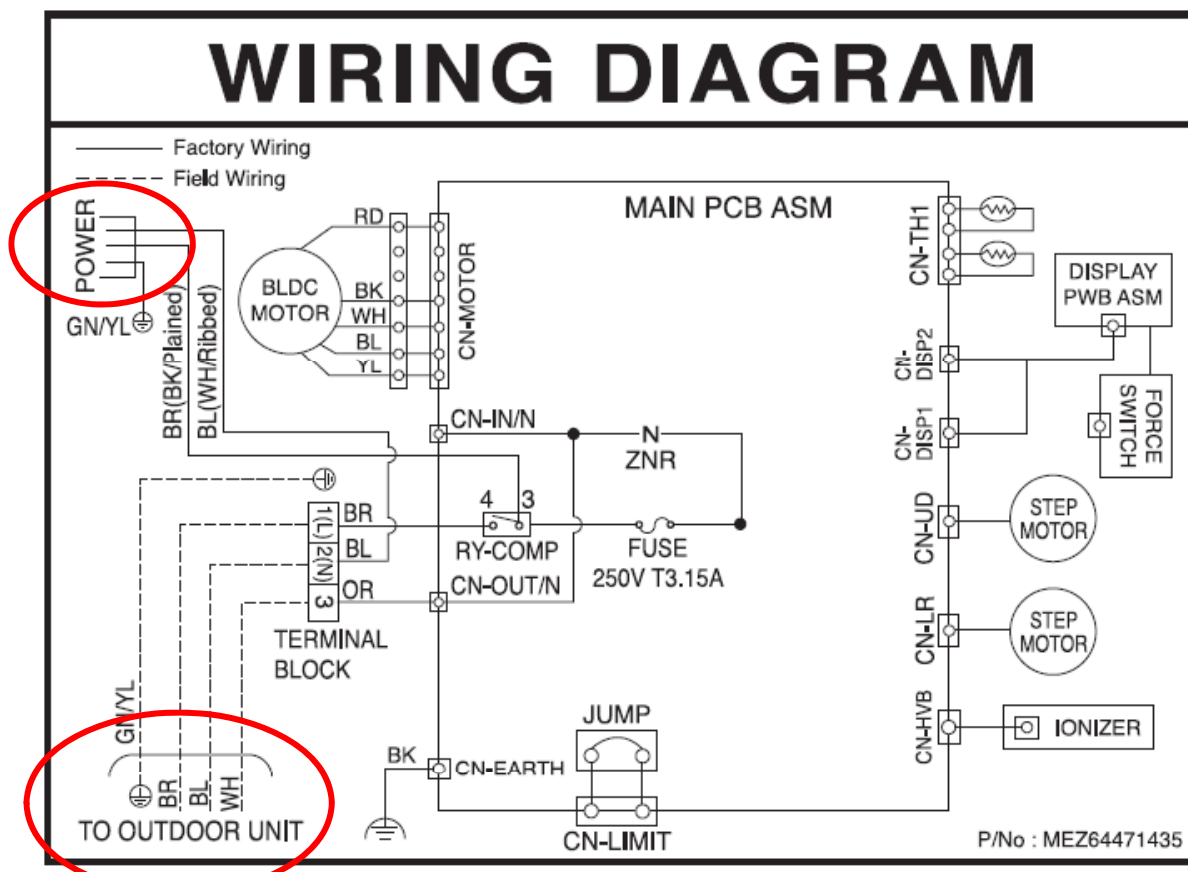 WIRING DIAGRAM
Factory Wiring
Field Wiring
POWER
GN/YL
BR(BK/Plained)
BL(WH/Ribbed)
BLDC
MOTOR
RD
BK
WH
BL
YL
CN-MOTOR
MAIN PCB ASM
CN-TH1
DISPLAY
PWB ASM
CN-
DISP2
CN-
DISP1
FORCE
SWITCH
CN-IN/N
N
ZNR
4 3
RY-COMP
FUSE
250V T3.15A
CN-OUT/N
1(L)
2(N)
3
BR
BL
OR
TERMINAL
BLOCK
CN-UD
STEP
MOTOR
CN-LR
STEP
MOTOR
CN-HVB
IONIZER
GN/YL
BR
BL
WH
TO OUTDOOR UNIT
BK
CN-EARTH
JUMP
CN-LIMIT
P/No : MEZ64471435